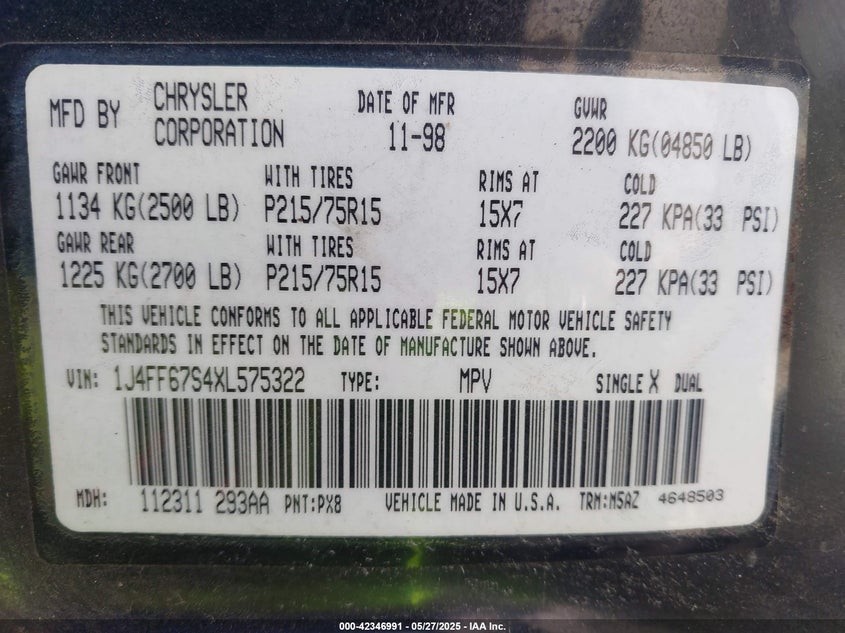 MFD BY CHRYSLER CORPORATION DATE OF MFR 11-98 GVWR 2200 KG(04850 LB)
GAWR FRONT WITH TIRES RIMS AT COLD
1134 KG(2500 LB) P215/75R15 15X7 227 KPA(33 PSI)
GAWR REAR WITH TIRES RIMS AT COLD
1225 KG(2700 LB) P215/75R15 15X7 227 KPA(33 PSI)
THIS VEHICLE CONFORMS TO ALL APPLICABLE FEDERAL MOTOR VEHICLE SAFETY
STANDARDS IN EFFECT ON THE DATE OF MANUFACTURE SHOWN ABOVE.
VIN: 1J4FF67S4XL575322 TYPE: MPV SINGLE X DUAL
MDH: 112311 293AA PNT:PX8 VEHICLE MADE IN U.S.A. TRM:M5AZ 4648503
000-42346991 - 05/27/2025 - IAA Inc.